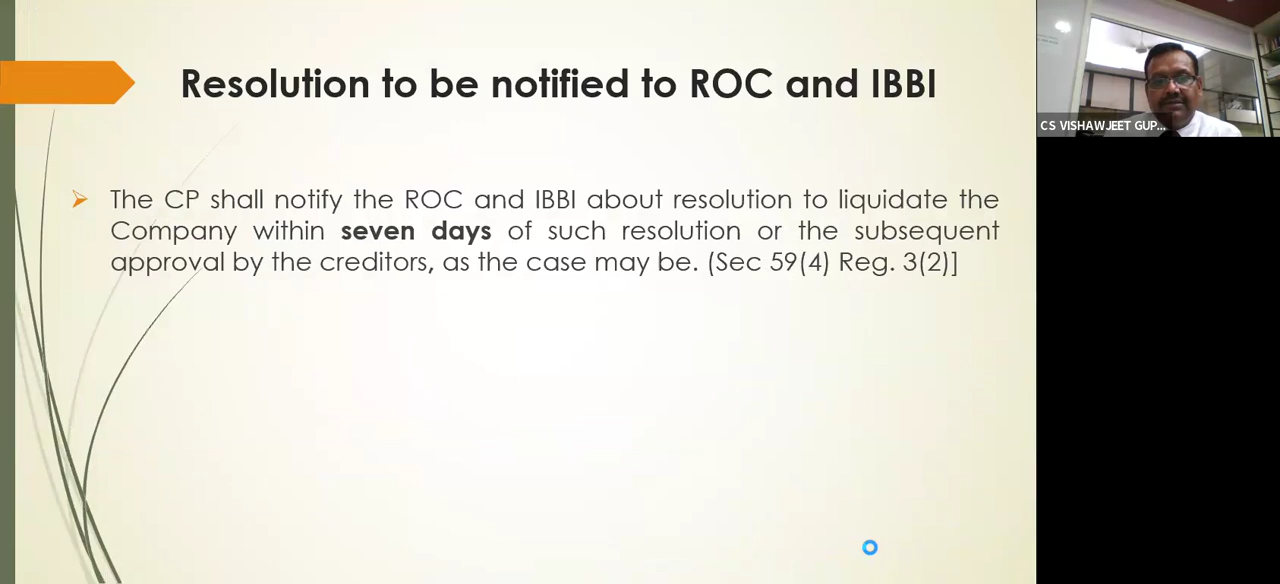 Resolution to be notified to ROC and IBBI
The CP shall notify the ROC and IBBI about resolution to liquidate the
Company within seven days of such resolution or the subsequent
approval by the creditors, as the case may be. (Sec 59(4) Reg. 3(2)]
CS VISHAWJEET GUP...